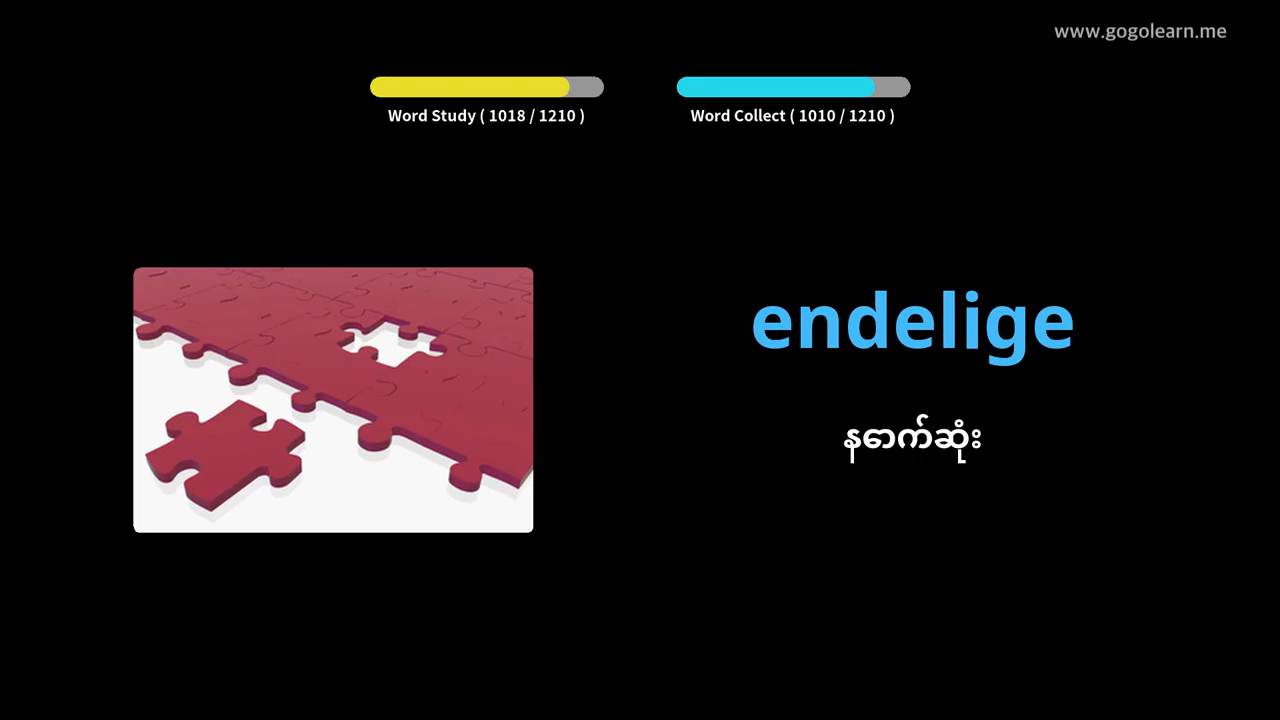 www.gogolearn.me
Word Study ( 1018 / 1210 )
Word Collect ( 1010 / 1210 )
endelige
နောက်ဆုံး